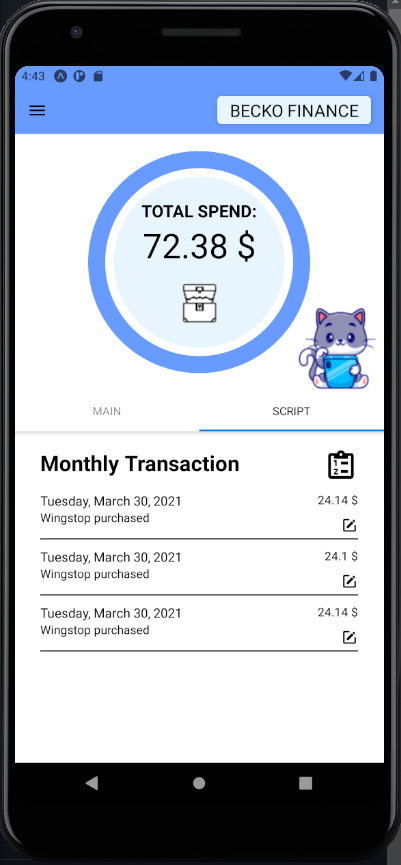 4:43
BECKO FINANCE
TOTAL SPEND:
72.38 $
MAIN
SCRIPT
Monthly Transaction
Tuesday, March 30, 2021
24.14 $
Wingstop purchased
Tuesday, March 30, 2021
24.1 $
Wingstop purchased
Tuesday, March 30, 2021
24.14 $
Wingstop purchased